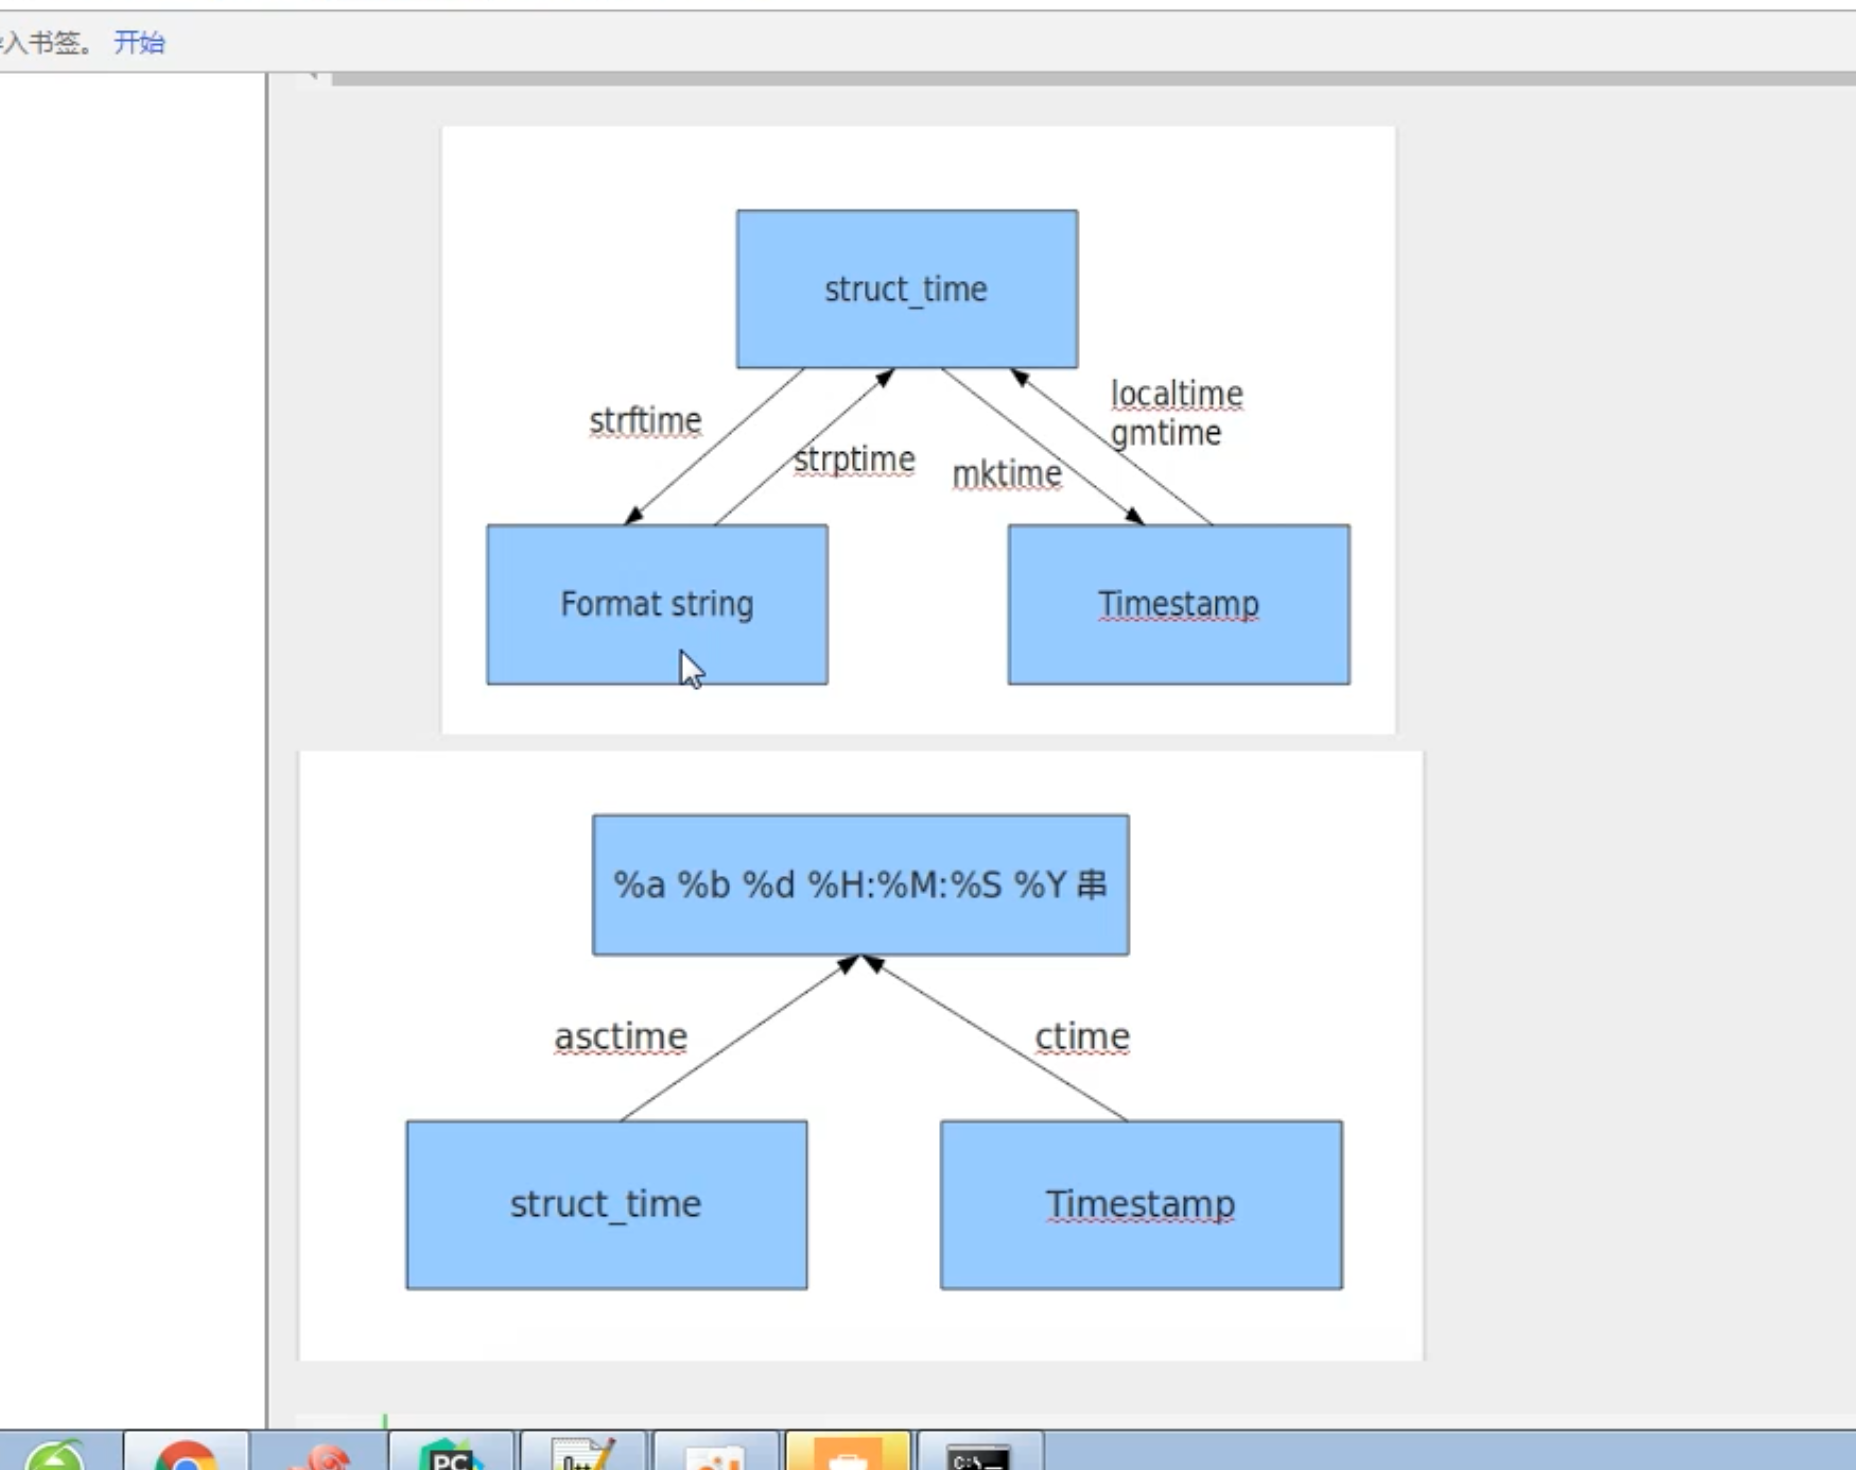 入书签。 开始
struct_time
strftime
strptime
mktime
localtime
gmtime
Format string
Timestamp
%a %b %d %H:%M:%S %Y 串
asctime
ctime
struct_time
Timestamp
PC
C:\